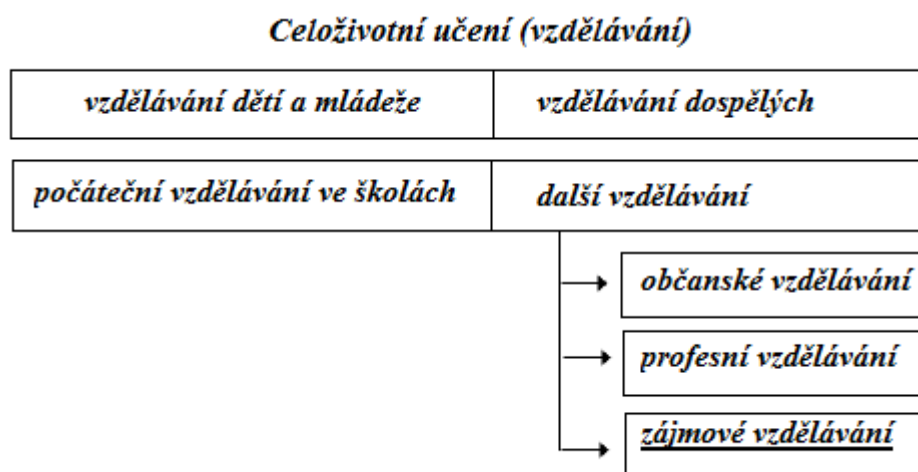 Celoživotní učení (vzdělávání)
vzdělávání dětí a mládeže
vzdělávání dospělých
počáteční vzdělávání ve školách
další vzdělávání
občanské vzdělávání
profesní vzdělávání
zájmové vzdělávání